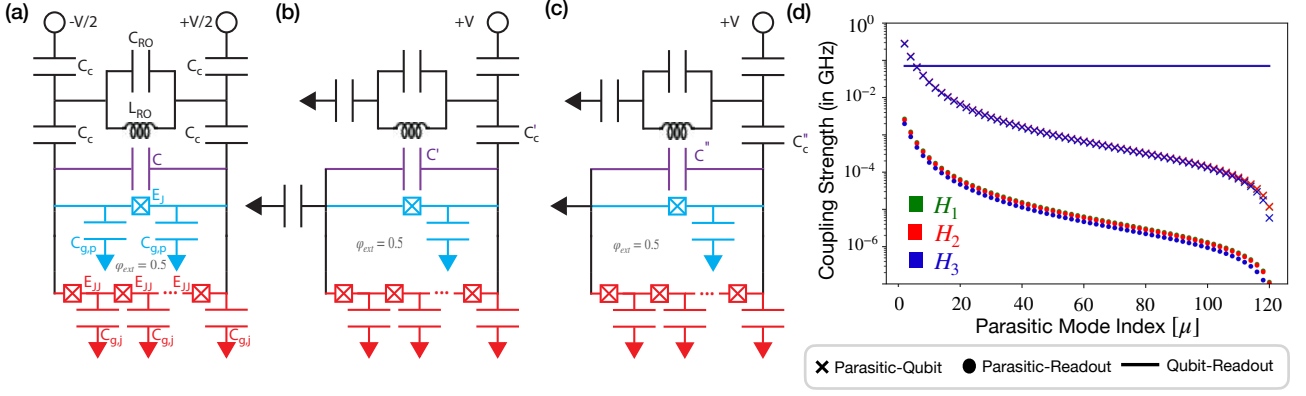 (a)
-V/2
+V/2
C_RO
C_c
C_c
L_RO
C_c
C_c
C
E_J
C_g,p
C_g,p
φ_ext = 0.5
E_JJ
E_JJ
E_JJ
...
C_g,j
C_g,j
C_g,j
(b)
+V
C_c'
C'
φ_ext = 0.5
...
(c)
+V
C_c"
C"
φ_ext = 0.5
...
(d)
Coupling Strength (in GHz)
10^0
10^-2
10^-4
10^-6
H_1
H_2
H_3
0 20 40 60 80 100 120
Parasitic Mode Index [μ]
× Parasitic-Qubit ● Parasitic-Readout — Qubit-Readout